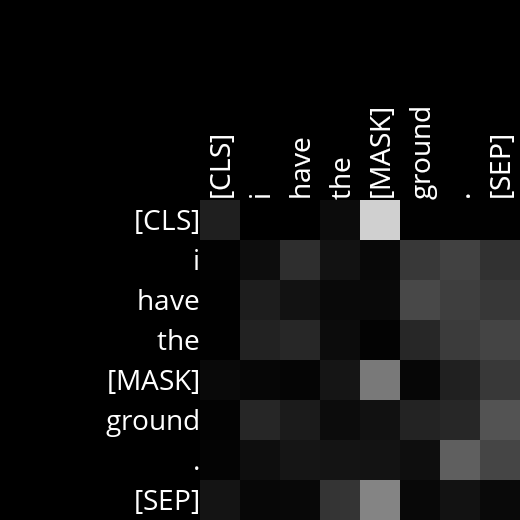 [CLS]
i
have
the
[MASK]
ground
.
[SEP]
[CLS]
i
have
the
[MASK]
ground
.
[SEP]